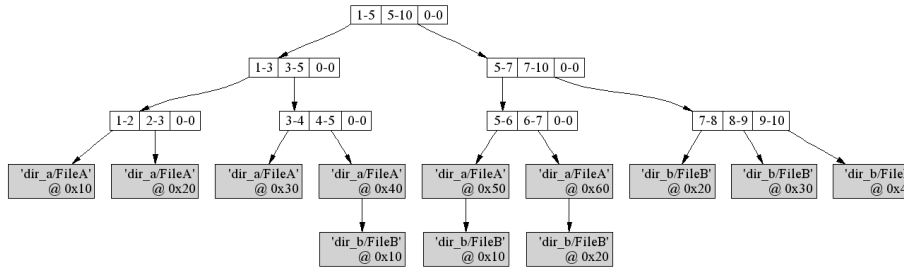 1-5 5-10 0-0
1-3 3-5 0-0
5-7 7-10 0-0
1-2 2-3 0-0
3-4 4-5 0-0
5-6 6-7 0-0
7-8 8-9 9-10
'dir_a/FileA'
@ 0x10
'dir_a/FileA'
@ 0x20
'dir_a/FileA'
@ 0x30
'dir_a/FileA'
@ 0x40
'dir_a/FileA'
@ 0x50
'dir_a/FileA'
@ 0x60
'dir_b/FileB'
@ 0x20
'dir_b/FileB'
@ 0x30
'dir_b/File
@ 0x4
'dir_b/FileB'
@ 0x10
'dir_b/FileB'
@ 0x10
'dir_b/FileB'
@ 0x20